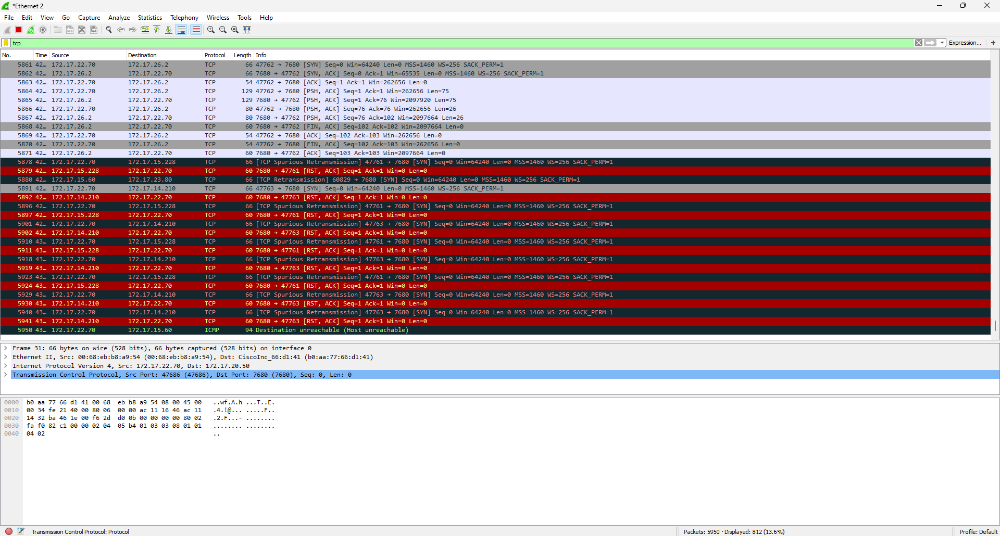 *Ethernet 2
File Edit View Go Capture Analyze Statistics Telephony Wireless Tools Help
tcp Expression... +
No. Time Source Destination Protocol Length Info
5861 42… 172.17.22.70 172.17.26.2 TCP 66 47762 → 7680 [SYN] Seq=0 Win=64240 Len=0 MSS=1460 WS=256 SACK_PERM=1
5862 42… 172.17.26.2 172.17.22.70 TCP 66 7680 → 47762 [SYN, ACK] Seq=0 Ack=1 Win=65535 Len=0 MSS=1460 WS=256 SACK_PERM=1
5863 42… 172.17.22.70 172.17.26.2 TCP 54 47762 → 7680 [ACK] Seq=1 Ack=1 Win=262656 Len=0
5864 42… 172.17.22.70 172.17.26.2 TCP 129 47762 → 7680 [PSH, ACK] Seq=1 Ack=1 Win=262656 Len=75
5865 42… 172.17.26.2 172.17.22.70 TCP 129 7680 → 47762 [PSH, ACK] Seq=1 Ack=76 Win=2097920 Len=75
5866 42… 172.17.22.70 172.17.26.2 TCP 80 47762 → 7680 [PSH, ACK] Seq=76 Ack=76 Win=262656 Len=26
5867 42… 172.17.26.2 172.17.22.70 TCP 80 7680 → 47762 [PSH, ACK] Seq=76 Ack=102 Win=2097664 Len=26
5868 42… 172.17.26.2 172.17.22.70 TCP 60 7680 → 47762 [FIN, ACK] Seq=102 Ack=102 Win=2097664 Len=0
5869 42… 172.17.22.70 172.17.26.2 TCP 54 47762 → 7680 [ACK] Seq=102 Ack=103 Win=262656 Len=0
5870 42… 172.17.22.70 172.17.26.2 TCP 54 47762 → 7680 [FIN, ACK] Seq=102 Ack=103 Win=262656 Len=0
5871 42… 172.17.26.2 172.17.22.70 TCP 60 7680 → 47762 [ACK] Seq=103 Ack=103 Win=2097664 Len=0
5878 42… 172.17.22.70 172.17.15.228 TCP 66 [TCP Spurious Retransmission] 47761 → 7680 [SYN] Seq=0 Win=64240 Len=0 MSS=1460 WS=256 SACK_PERM=1
5879 42… 172.17.15.228 172.17.22.70 TCP 60 7680 → 47761 [RST, ACK] Seq=1 Ack=1 Win=0 Len=0
5880 42… 172.17.15.60 172.17.23.80 TCP 66 [TCP Retransmission] 60829 → 7680 [SYN] Seq=0 Win=64240 Len=0 MSS=1460 WS=256 SACK_PERM=1
5891 42… 172.17.22.70 172.17.14.210 TCP 66 47763 → 7680 [SYN] Seq=0 Win=64240 Len=0 MSS=1460 WS=256 SACK_PERM=1
5892 42… 172.17.14.210 172.17.22.70 TCP 60 7680 → 47763 [RST, ACK] Seq=1 Ack=1 Win=0 Len=0
5896 42… 172.17.22.70 172.17.15.228 TCP 66 [TCP Spurious Retransmission] 47761 → 7680 [SYN] Seq=0 Win=64240 Len=0 MSS=1460 WS=256 SACK_PERM=1
5897 42… 172.17.15.228 172.17.22.70 TCP 60 7680 → 47761 [RST, ACK] Seq=1 Ack=1 Win=0 Len=0
5901 42… 172.17.22.70 172.17.14.210 TCP 66 [TCP Spurious Retransmission] 47763 → 7680 [SYN] Seq=0 Win=64240 Len=0 MSS=1460 WS=256 SACK_PERM=1
5902 42… 172.17.14.210 172.17.22.70 TCP 60 7680 → 47763 [RST, ACK] Seq=1 Ack=1 Win=0 Len=0
5910 43… 172.17.22.70 172.17.15.228 TCP 66 [TCP Spurious Retransmission] 47761 → 7680 [SYN] Seq=0 Win=64240 Len=0 MSS=1460 WS=256 SACK_PERM=1
5911 43… 172.17.15.228 172.17.22.70 TCP 60 7680 → 47761 [RST, ACK] Seq=1 Ack=1 Win=0 Len=0
5918 43… 172.17.22.70 172.17.14.210 TCP 66 [TCP Spurious Retransmission] 47763 → 7680 [SYN] Seq=0 Win=64240 Len=0 MSS=1460 WS=256 SACK_PERM=1
5919 43… 172.17.14.210 172.17.22.70 TCP 60 7680 → 47763 [RST, ACK] Seq=1 Ack=1 Win=0 Len=0
5923 43… 172.17.22.70 172.17.15.228 TCP 66 [TCP Spurious Retransmission] 47761 → 7680 [SYN] Seq=0 Win=64240 Len=0 MSS=1460 WS=256 SACK_PERM=1
5924 43… 172.17.15.228 172.17.22.70 TCP 60 7680 → 47761 [RST, ACK] Seq=1 Ack=1 Win=0 Len=0
5929 43… 172.17.22.70 172.17.14.210 TCP 66 [TCP Spurious Retransmission] 47763 → 7680 [SYN] Seq=0 Win=64240 Len=0 MSS=1460 WS=256 SACK_PERM=1
5930 43… 172.17.14.210 172.17.22.70 TCP 60 7680 → 47763 [RST, ACK] Seq=1 Ack=1 Win=0 Len=0
5940 43… 172.17.22.70 172.17.14.210 TCP 66 [TCP Spurious Retransmission] 47763 → 7680 [SYN] Seq=0 Win=64240 Len=0 MSS=1460 WS=256 SACK_PERM=1
5941 43… 172.17.14.210 172.17.22.70 TCP 60 7680 → 47763 [RST, ACK] Seq=1 Ack=1 Win=0 Len=0
5950 43… 172.17.22.70 172.17.15.60 ICMP 94 Destination unreachable (Host unreachable)
Frame 31: 66 bytes on wire (528 bits), 66 bytes captured (528 bits) on interface 0
Ethernet II, Src: 00:68:eb:b8:a9:54 (00:68:eb:b8:a9:54), Dst: CiscoInc_66:d1:41 (b0:aa:77:66:d1:41)
Internet Protocol Version 4, Src: 172.17.22.70, Dst: 172.17.20.50
Transmission Control Protocol, Src Port: 47686 (47686), Dst Port: 7680 (7680), Seq: 0, Len: 0
0000 b0 aa 77 66 d1 41 00 68 eb b8 a9 54 08 00 45 00 ..wf.A.h ...T..E.
0010 00 34 fe 21 40 00 80 06 00 00 ac 11 16 46 ac 11 .4.!@... .....F..
0020 14 32 ba 46 1e 00 f6 2d d0 0b 00 00 00 00 80 02 .2.F...- ........
0030 fa f0 82 c1 00 00 02 04 05 b4 01 03 03 08 01 01 ........ ........
0040 04 02 ..
Transmission Control Protocol: Protocol Packets: 5950 · Displayed: 812 (13.6%) Profile: Default